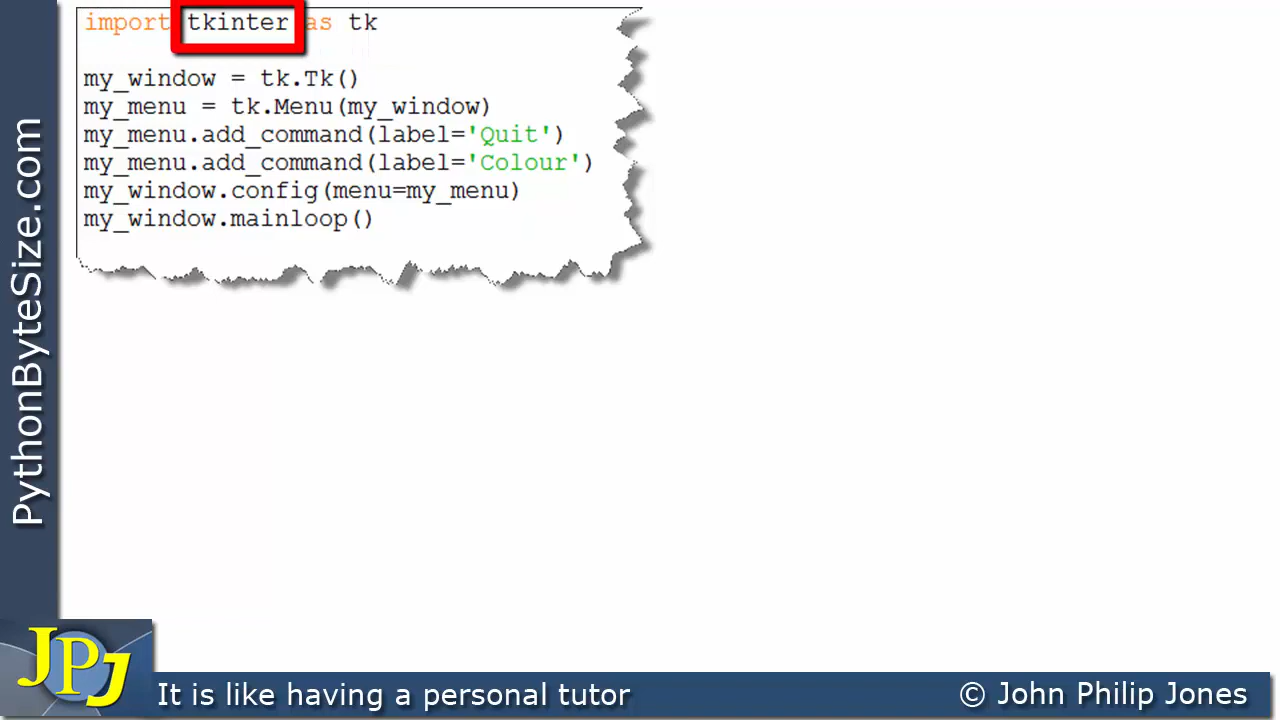 import tkinter as tk
my_window = tk.Tk()
my_menu = tk.Menu(my_window)
my_menu.add_command(label='Quit')
my_menu.add_command(label='Colour')
my_window.config(menu=my_menu)
my_window.mainloop()
PythonByteSize.com
JPJ
It is like having a personal tutor
© John Philip Jones